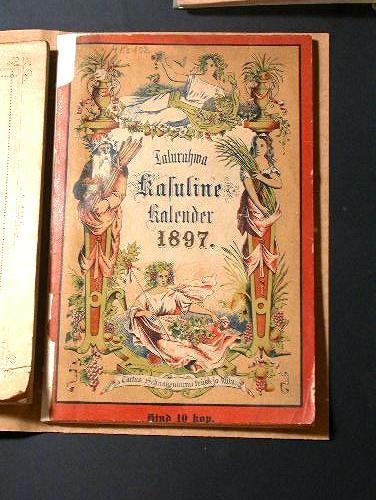 Talurahwa
Kasuline
Kalender
1897.
Hind 10 kop.